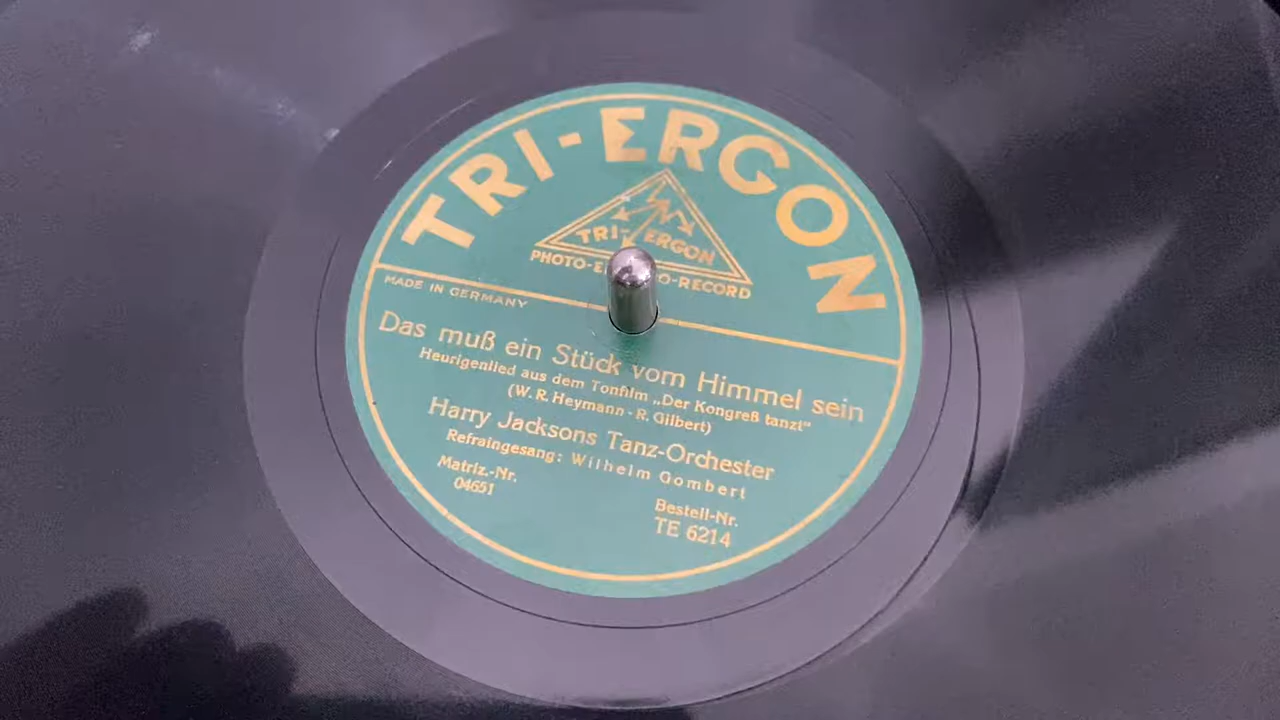 TRI-ERGON
TRI-ERGON
PHOTO-E O-RECORD
MADE IN GERMANY
Das muß ein Stück vom Himmel sein
Heurigenlied aus dem Tonfilm „Der Kongreß tanzt“
(W. R. Heymann - R. Gilbert)
Harry Jacksons Tanz-Orchester
Refraingesang: Wilhelm Gombert
Matriz.-Nr.
04651
Bestell-Nr.
TE 6214